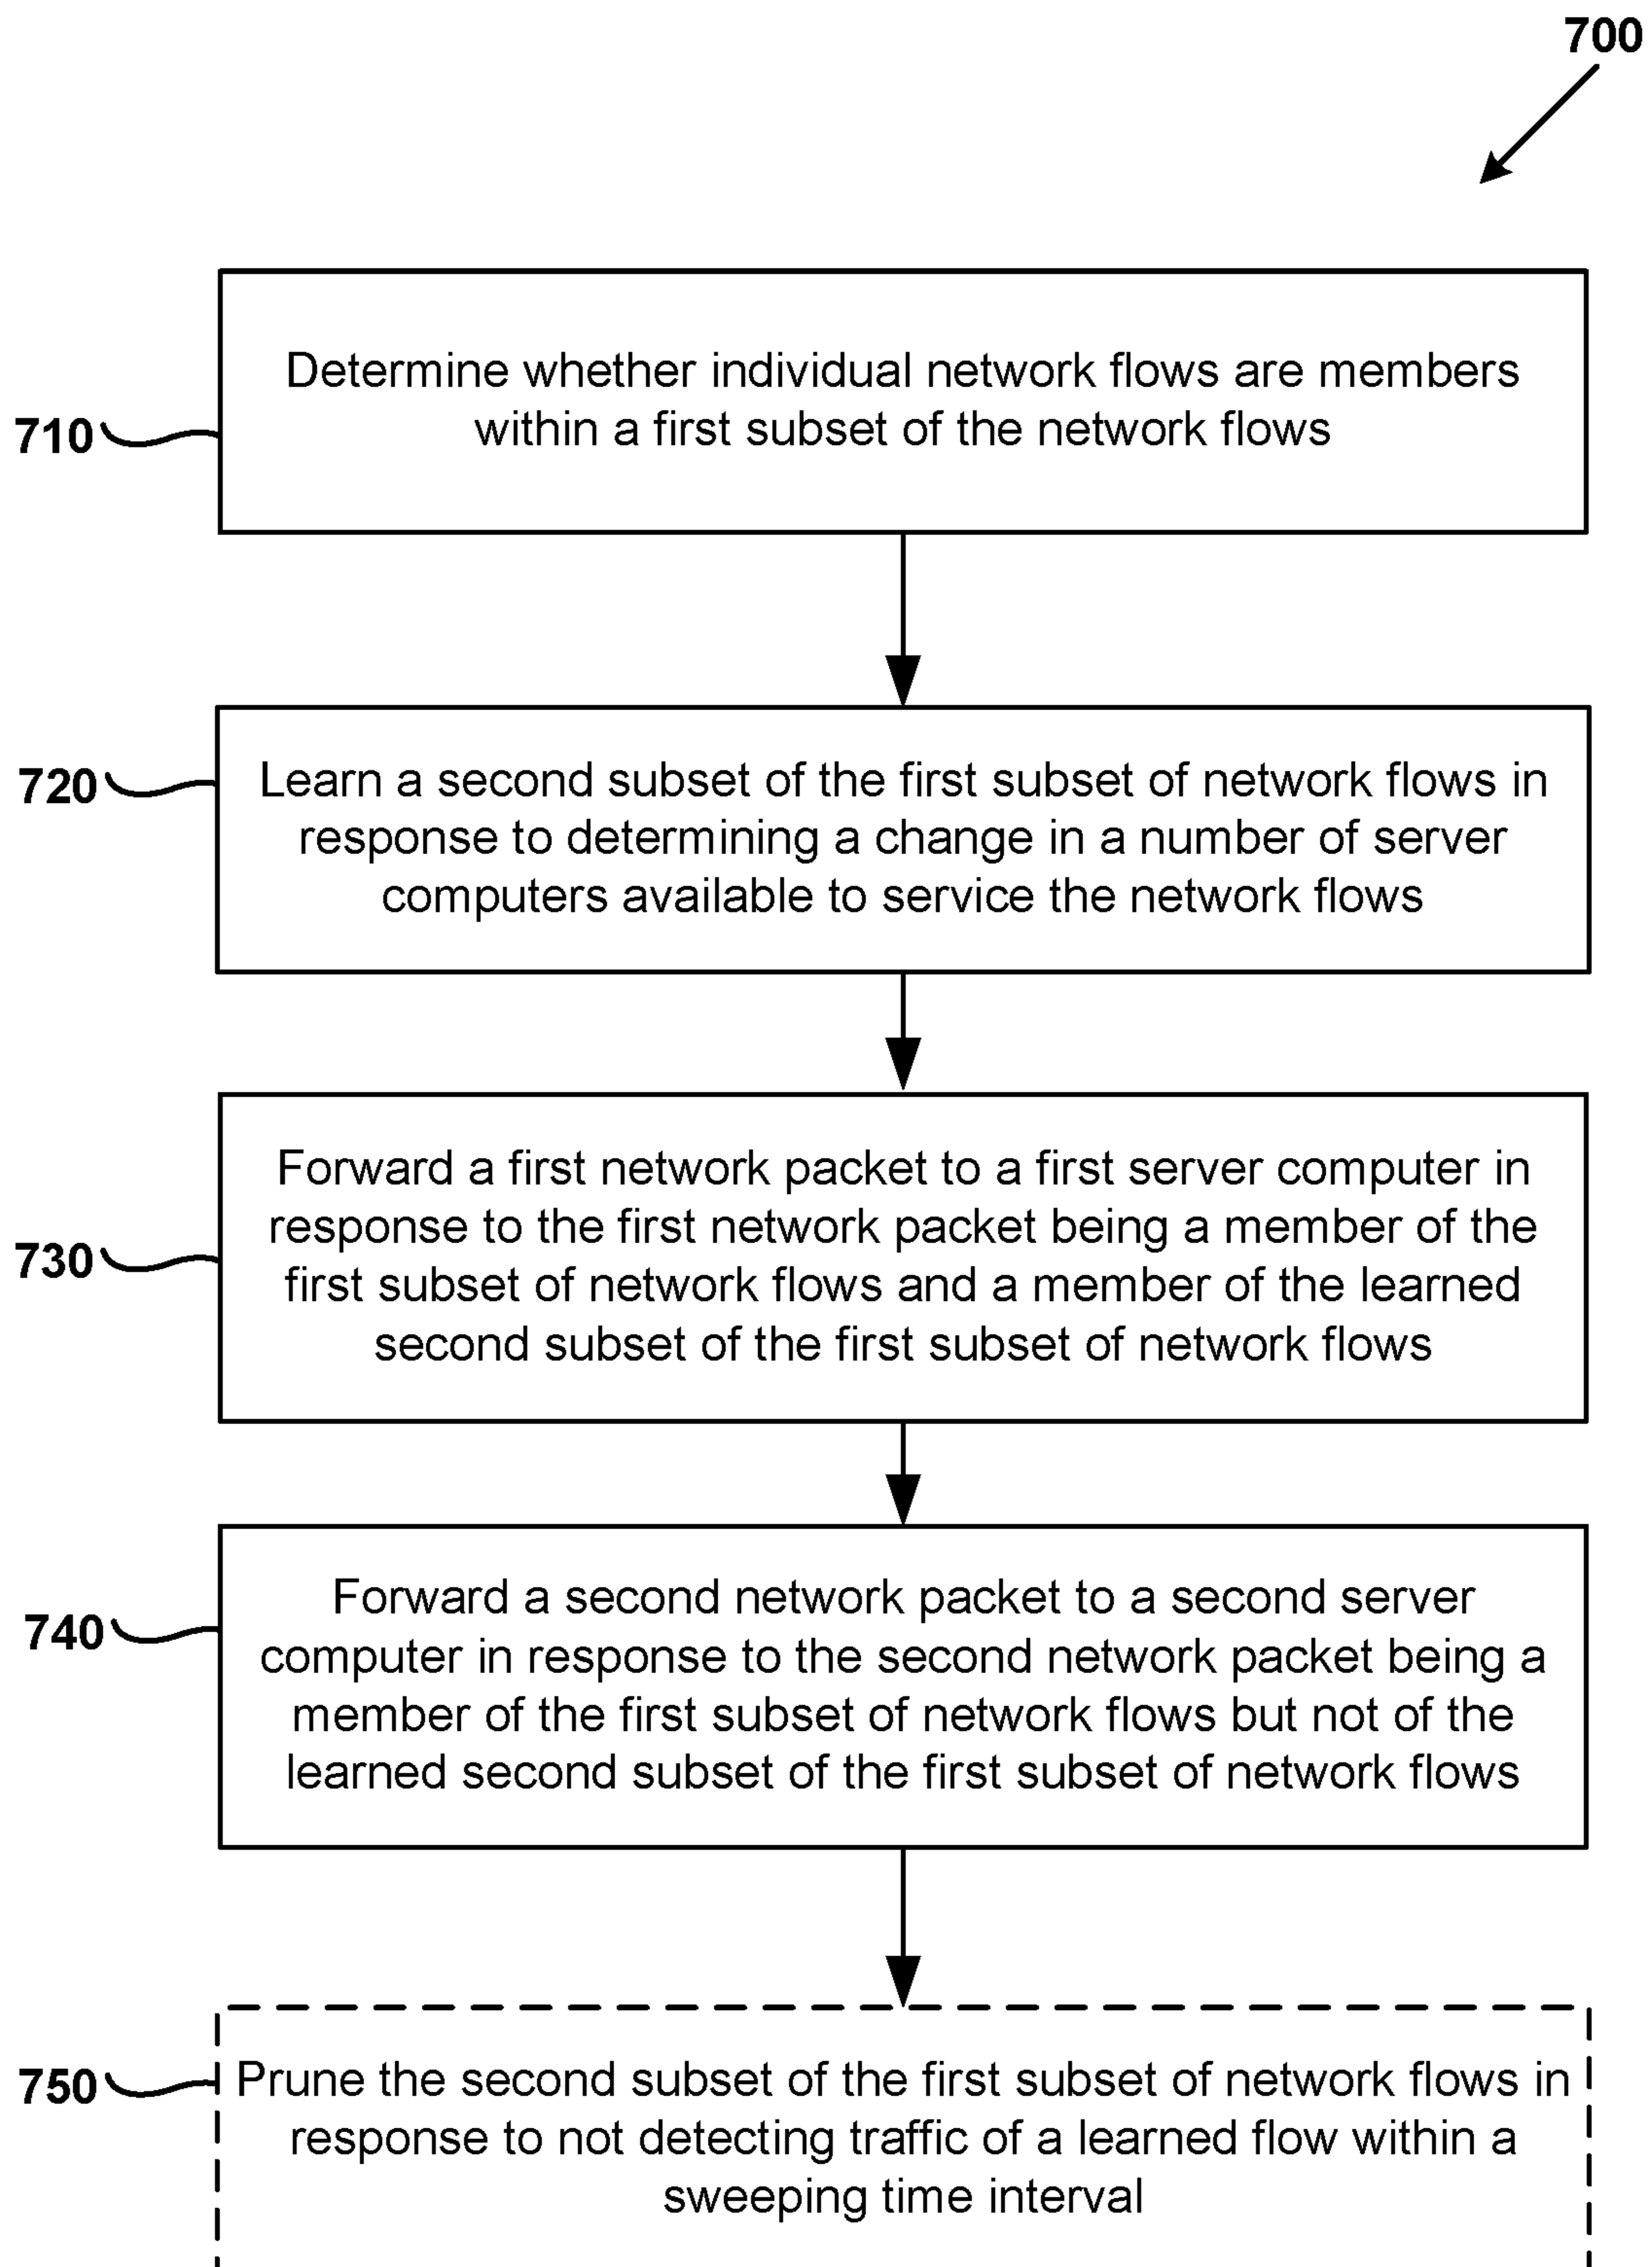 700
710
Determine whether individual network flows are members
within a first subset of the network flows
720
Learn a second subset of the first subset of network flows in
response to determining a change in a number of server
computers available to service the network flows
730
Forward a first network packet to a first server computer in
response to the first network packet being a member of the
first subset of network flows and a member of the learned
second subset of the first subset of network flows
740
Forward a second network packet to a second server
computer in response to the second network packet being a
member of the first subset of network flows but not of the
learned second subset of the first subset of network flows
750
Prune the second subset of the first subset of network flows in
response to not detecting traffic of a learned flow within a
sweeping time interval